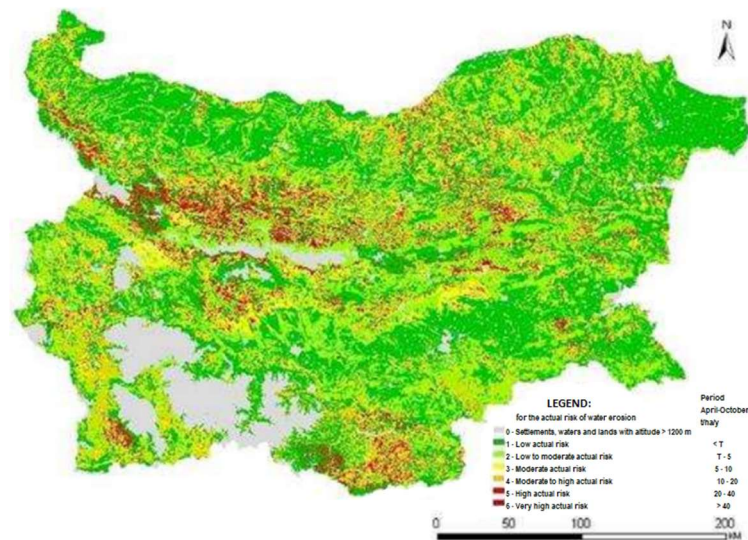 N
LEGEND:
for the actual risk of water erosion
Period
April-October
t/haly
0 - Settlements, waters and lands with altitude > 1200 m
1 - Low actual risk < T
2 - Low to moderate actual risk T - 5
3 - Moderate actual risk 5 - 10
4 - Moderate to high actual risk 10 - 20
5 - High actual risk 20 - 40
6 - Very high actual risk > 40
0 50 100 200
KM